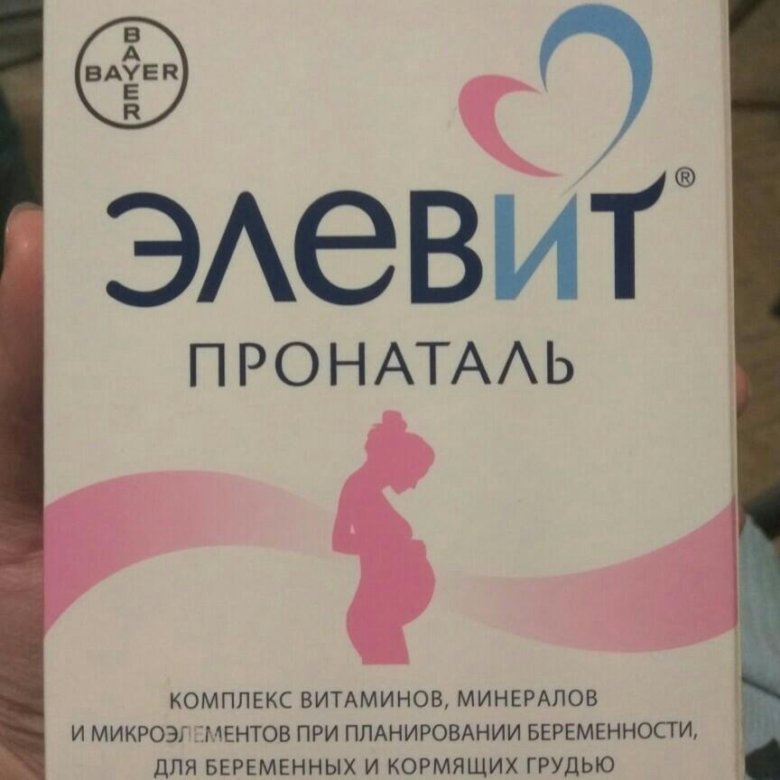 BAYER
BAYER
элевит®
ПРОНАТАЛЬ
КОМПЛЕКС ВИТАМИНОВ, МИНЕРАЛОВ
И МИКРОЭЛЕМЕНТОВ ПРИ ПЛАНИРОВАНИИ БЕРЕМЕННОСТИ,
ДЛЯ БЕРЕМЕННЫХ И КОРМЯЩИХ ГРУДЬЮ